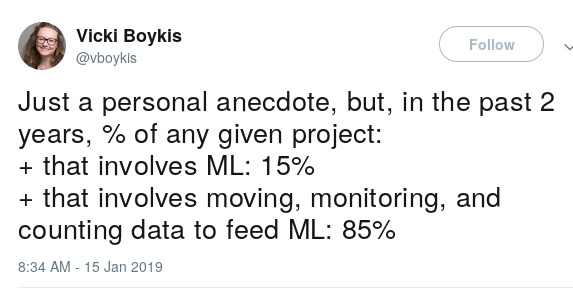 Vicki Boykis
@vboykis
Follow
Just a personal anecdote, but, in the past 2
years, % of any given project:
+ that involves ML: 15%
+ that involves moving, monitoring, and
counting data to feed ML: 85%
8:34 AM - 15 Jan 2019